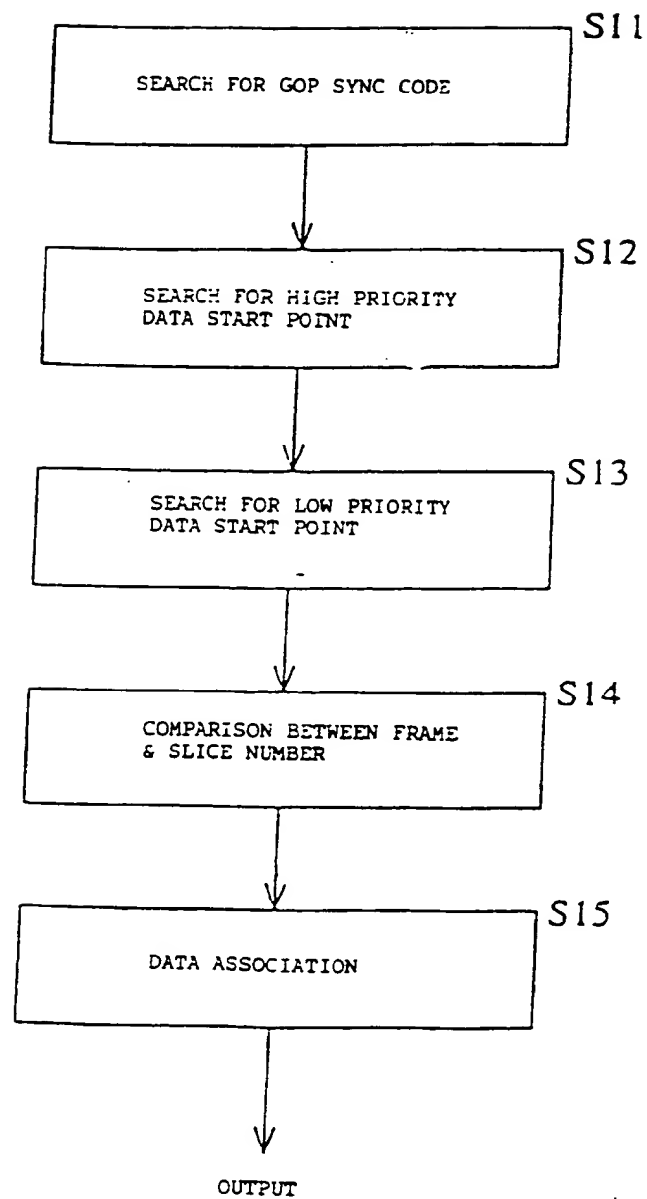 S11
SEARCH FOR GOP SYNC CODE
S12
SEARCH FOR HIGH PRIORITY
DATA START POINT
S13
SEARCH FOR LOW PRIORITY
DATA START POINT
S14
COMPARISON BETWEEN FRAME
& SLICE NUMBER
S15
DATA ASSOCIATION
OUTPUT